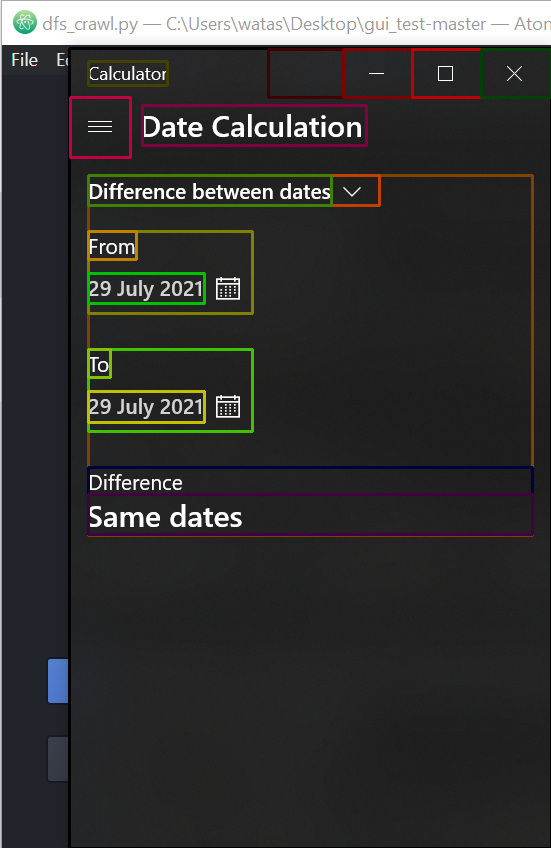 dfs_crawl.py — C:\Users\watas\Desktop\gui_test-master — Atom
File
Calculator
Date Calculation
Difference between dates
From
29 July 2021
To
29 July 2021
Difference
Same dates